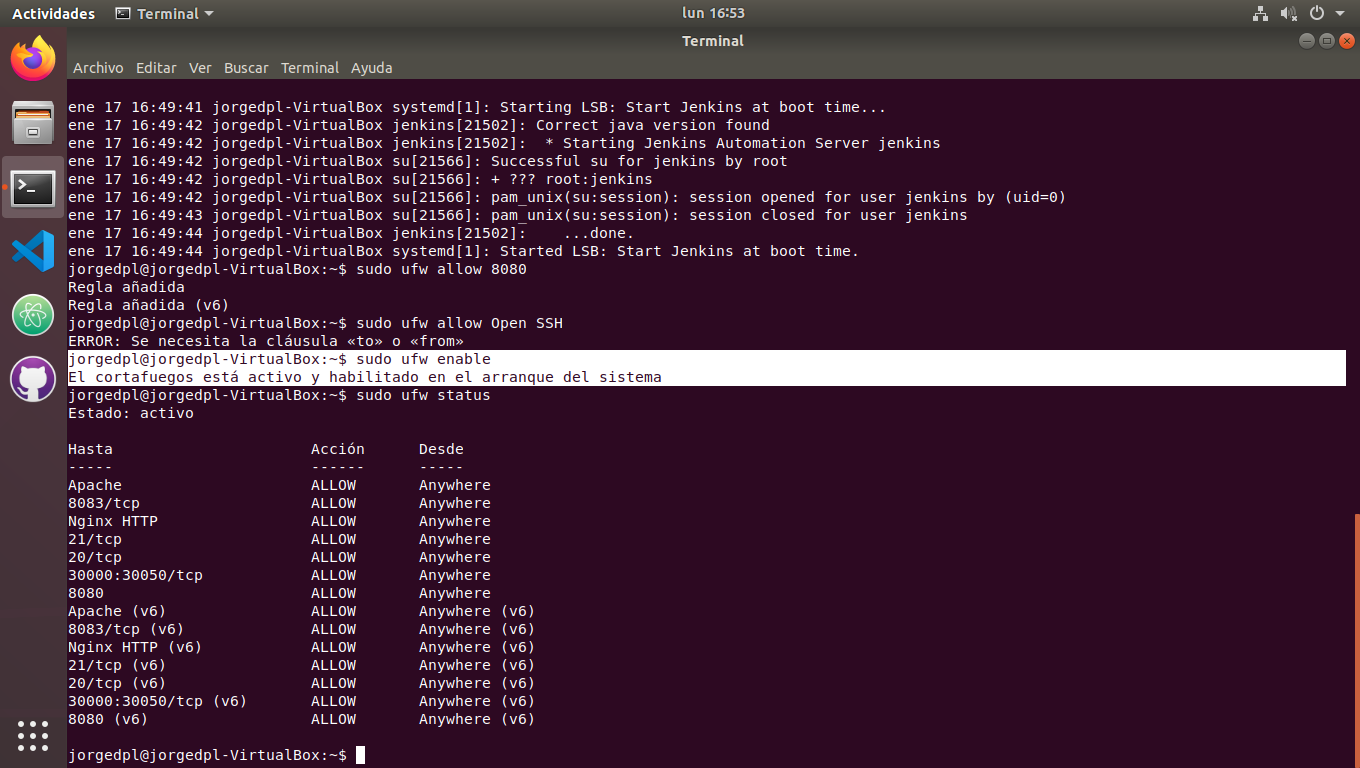 Actividades Terminal lun 16:53
Terminal
Archivo Editar Ver Buscar Terminal Ayuda
ene 17 16:49:41 jorgedpl-VirtualBox systemd[1]: Starting LSB: Start Jenkins at boot time...
ene 17 16:49:42 jorgedpl-VirtualBox jenkins[21502]: Correct java version found
ene 17 16:49:42 jorgedpl-VirtualBox jenkins[21502]:  * Starting Jenkins Automation Server jenkins
ene 17 16:49:42 jorgedpl-VirtualBox su[21566]: Successful su for jenkins by root
ene 17 16:49:42 jorgedpl-VirtualBox su[21566]: + ??? root:jenkins
ene 17 16:49:42 jorgedpl-VirtualBox su[21566]: pam_unix(su:session): session opened for user jenkins by (uid=0)
ene 17 16:49:43 jorgedpl-VirtualBox su[21566]: pam_unix(su:session): session closed for user jenkins
ene 17 16:49:44 jorgedpl-VirtualBox jenkins[21502]:    ...done.
ene 17 16:49:44 jorgedpl-VirtualBox systemd[1]: Started LSB: Start Jenkins at boot time.
jorgedpl@jorgedpl-VirtualBox:~$ sudo ufw allow 8080
Regla añadida
Regla añadida (v6)
jorgedpl@jorgedpl-VirtualBox:~$ sudo ufw allow Open SSH
ERROR: Se necesita la cláusula «to» o «from»
jorgedpl@jorgedpl-VirtualBox:~$ sudo ufw enable
El cortafuegos está activo y habilitado en el arranque del sistema
jorgedpl@jorgedpl-VirtualBox:~$ sudo ufw status
Estado: activo
Hasta                      Acción      Desde
-----                      ------      -----
Apache                     ALLOW       Anywhere
8083/tcp                   ALLOW       Anywhere
Nginx HTTP                 ALLOW       Anywhere
21/tcp                     ALLOW       Anywhere
20/tcp                     ALLOW       Anywhere
30000:30050/tcp            ALLOW       Anywhere
8080                       ALLOW       Anywhere
Apache (v6)                ALLOW       Anywhere (v6)
8083/tcp (v6)              ALLOW       Anywhere (v6)
Nginx HTTP (v6)            ALLOW       Anywhere (v6)
21/tcp (v6)                ALLOW       Anywhere (v6)
20/tcp (v6)                ALLOW       Anywhere (v6)
30000:30050/tcp (v6)       ALLOW       Anywhere (v6)
8080 (v6)                  ALLOW       Anywhere (v6)
jorgedpl@jorgedpl-VirtualBox:~$